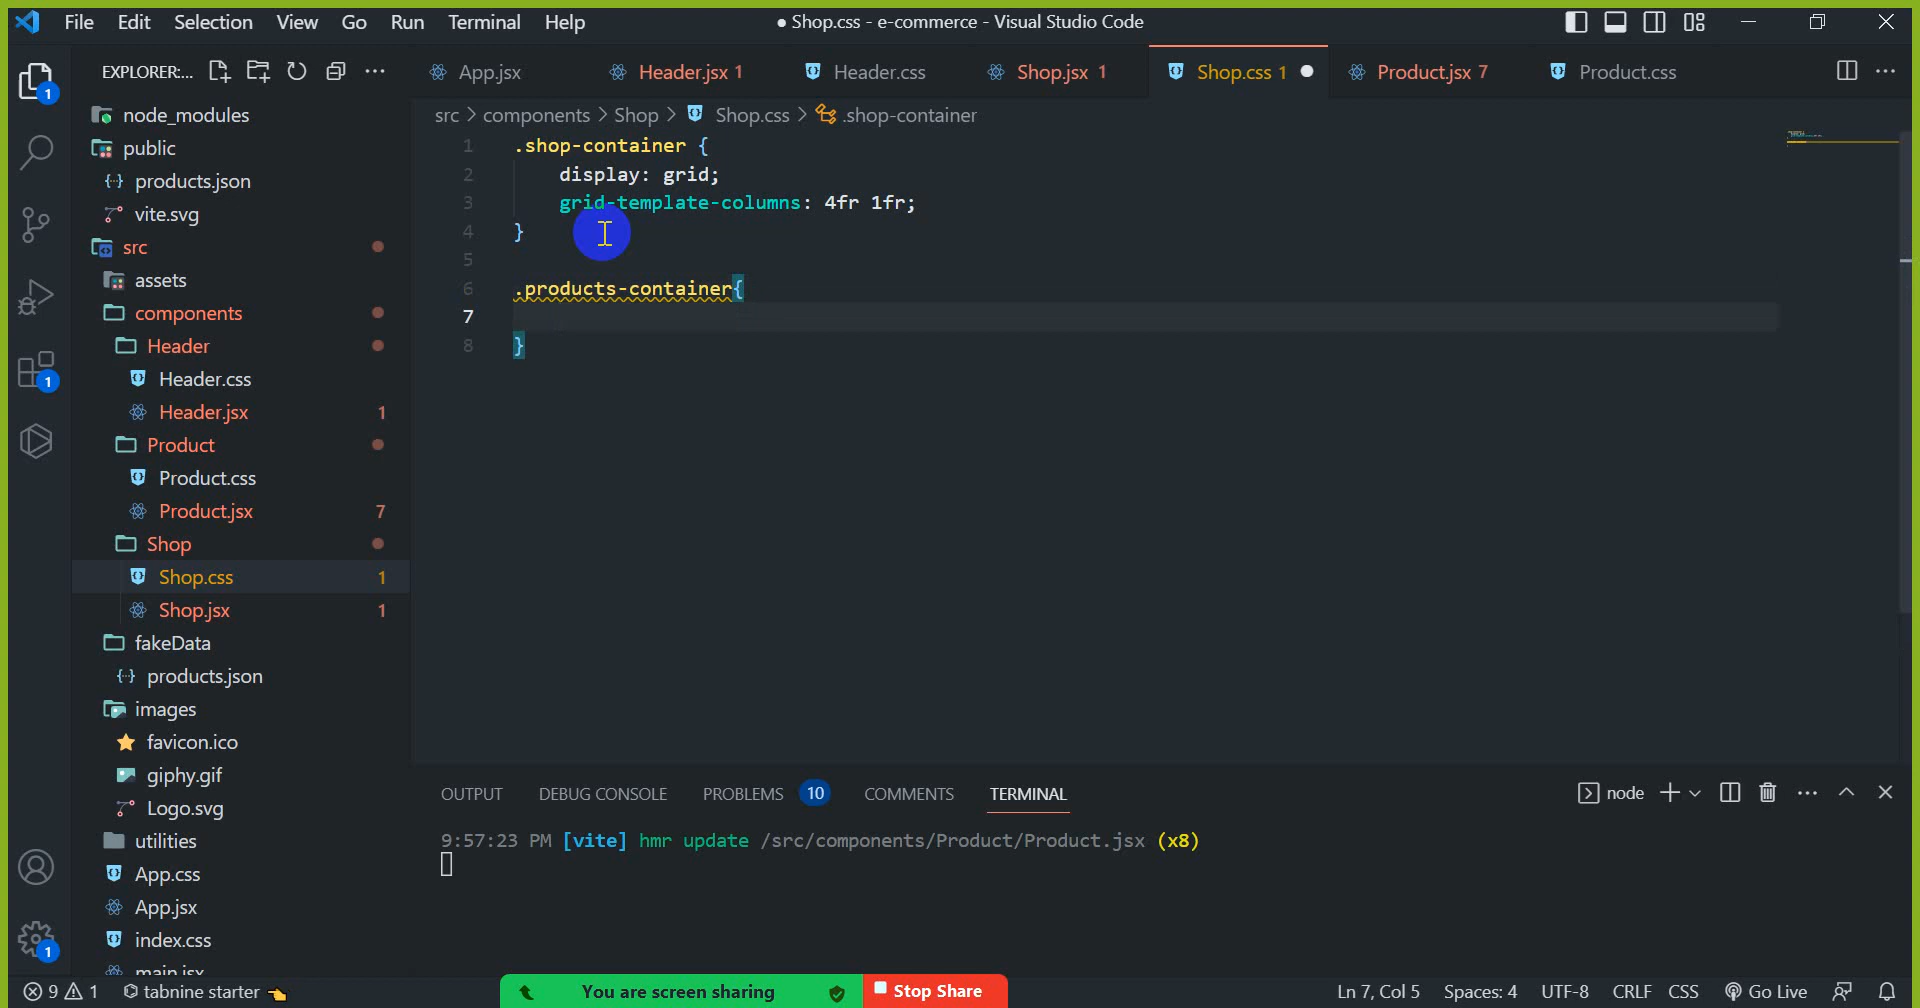 File Edit Selection View Go Run Terminal Help
● Shop.css - e-commerce - Visual Studio Code
EXPLORER:...
App.jsx
Header.jsx 1
Header.css
Shop.jsx 1
Shop.css 1
Product.jsx 7
Product.css
src > components > Shop > Shop.css > .shop-container
node_modules
public
products.json
vite.svg
src
assets
components
Header
Header.css
Header.jsx 1
Product
Product.css
Product.jsx 7
Shop
Shop.css 1
Shop.jsx 1
fakeData
products.json
images
favicon.ico
giphy.gif
Logo.svg
utilities
App.css
App.jsx
index.css
main.jsx
1
1
1
1 .shop-container {
2 display: grid;
3 grid-template-columns: 4fr 1fr;
4 }
5
6 .products-container{
7
8 }
OUTPUT DEBUG CONSOLE PROBLEMS 10 COMMENTS TERMINAL
node
9:57:23 PM [vite] hmr update /src/components/Product/Product.jsx (x8)
9 1 tabnine starter
You are screen sharing Stop Share
Ln 7, Col 5 Spaces: 4 UTF-8 CRLF CSS Go Live